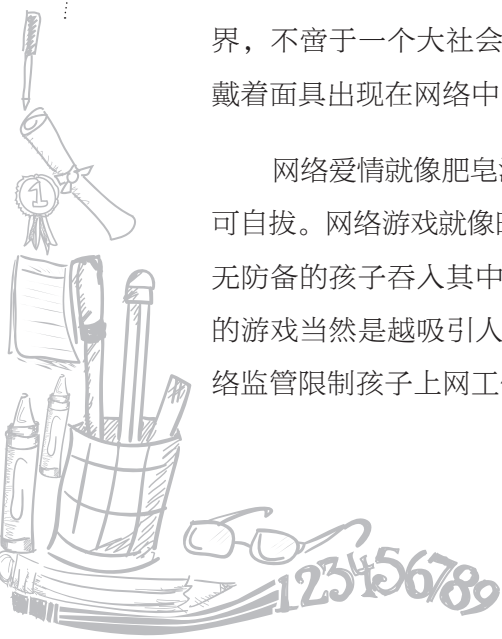 界，不啻于一个大社会
戴着面具出现在网络中
网络爱情就像肥皂
可自拔。网络游戏就像
无防备的孩子吞入其中
的游戏当然是越吸引人
络监管限制孩子上网工
1
123456789